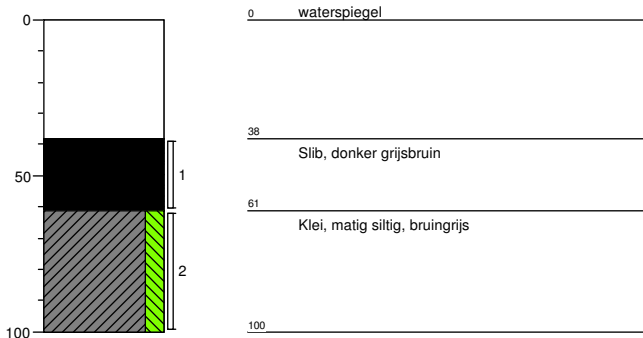 0
0 waterspiegel
38
Slib, donker grijsbruin
1
50
61
Klei, matig siltig, bruingrijs
2
100
100